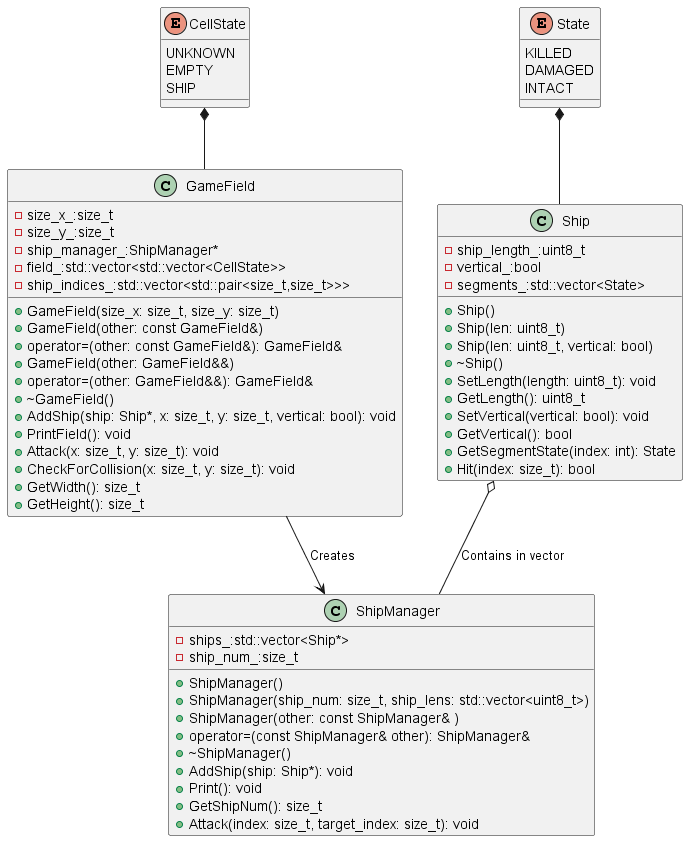 E CellState
UNKNOWN
EMPTY
SHIP
E State
KILLED
DAMAGED
INTACT
C GameField
size_x_:size_t
size_y_:size_t
ship_manager_:ShipManager*
field_:std::vector<std::vector<CellState>>
ship_indices_:std::vector<std::pair<size_t,size_t>>>
GameField(size_x: size_t, size_y: size_t)
GameField(other: const GameField&)
operator=(other: const GameField&): GameField&
GameField(other: GameField&&)
operator=(other: GameField&&): GameField&
~GameField()
AddShip(ship: Ship*, x: size_t, y: size_t, vertical: bool): void
PrintField(): void
Attack(x: size_t, y: size_t): void
CheckForCollision(x: size_t, y: size_t): void
GetWidth(): size_t
GetHeight(): size_t
C Ship
ship_length_:uint8_t
vertical_:bool
segments_:std::vector<State>
Ship()
Ship(len: uint8_t)
Ship(len: uint8_t, vertical: bool)
~Ship()
SetLength(length: uint8_t): void
GetLength(): uint8_t
SetVertical(vertical: bool): void
GetVertical(): bool
GetSegmentState(index: int): State
Hit(index: size_t): bool
Creates
Contains in vector
C ShipManager
ships_:std::vector<Ship*>
ship_num_:size_t
ShipManager()
ShipManager(ship_num: size_t, ship_lens: std::vector<uint8_t>)
ShipManager(other: const ShipManager& )
operator=(const ShipManager& other): ShipManager&
~ShipManager()
AddShip(ship: Ship*): void
Print(): void
GetShipNum(): size_t
Attack(index: size_t, target_index: size_t): void